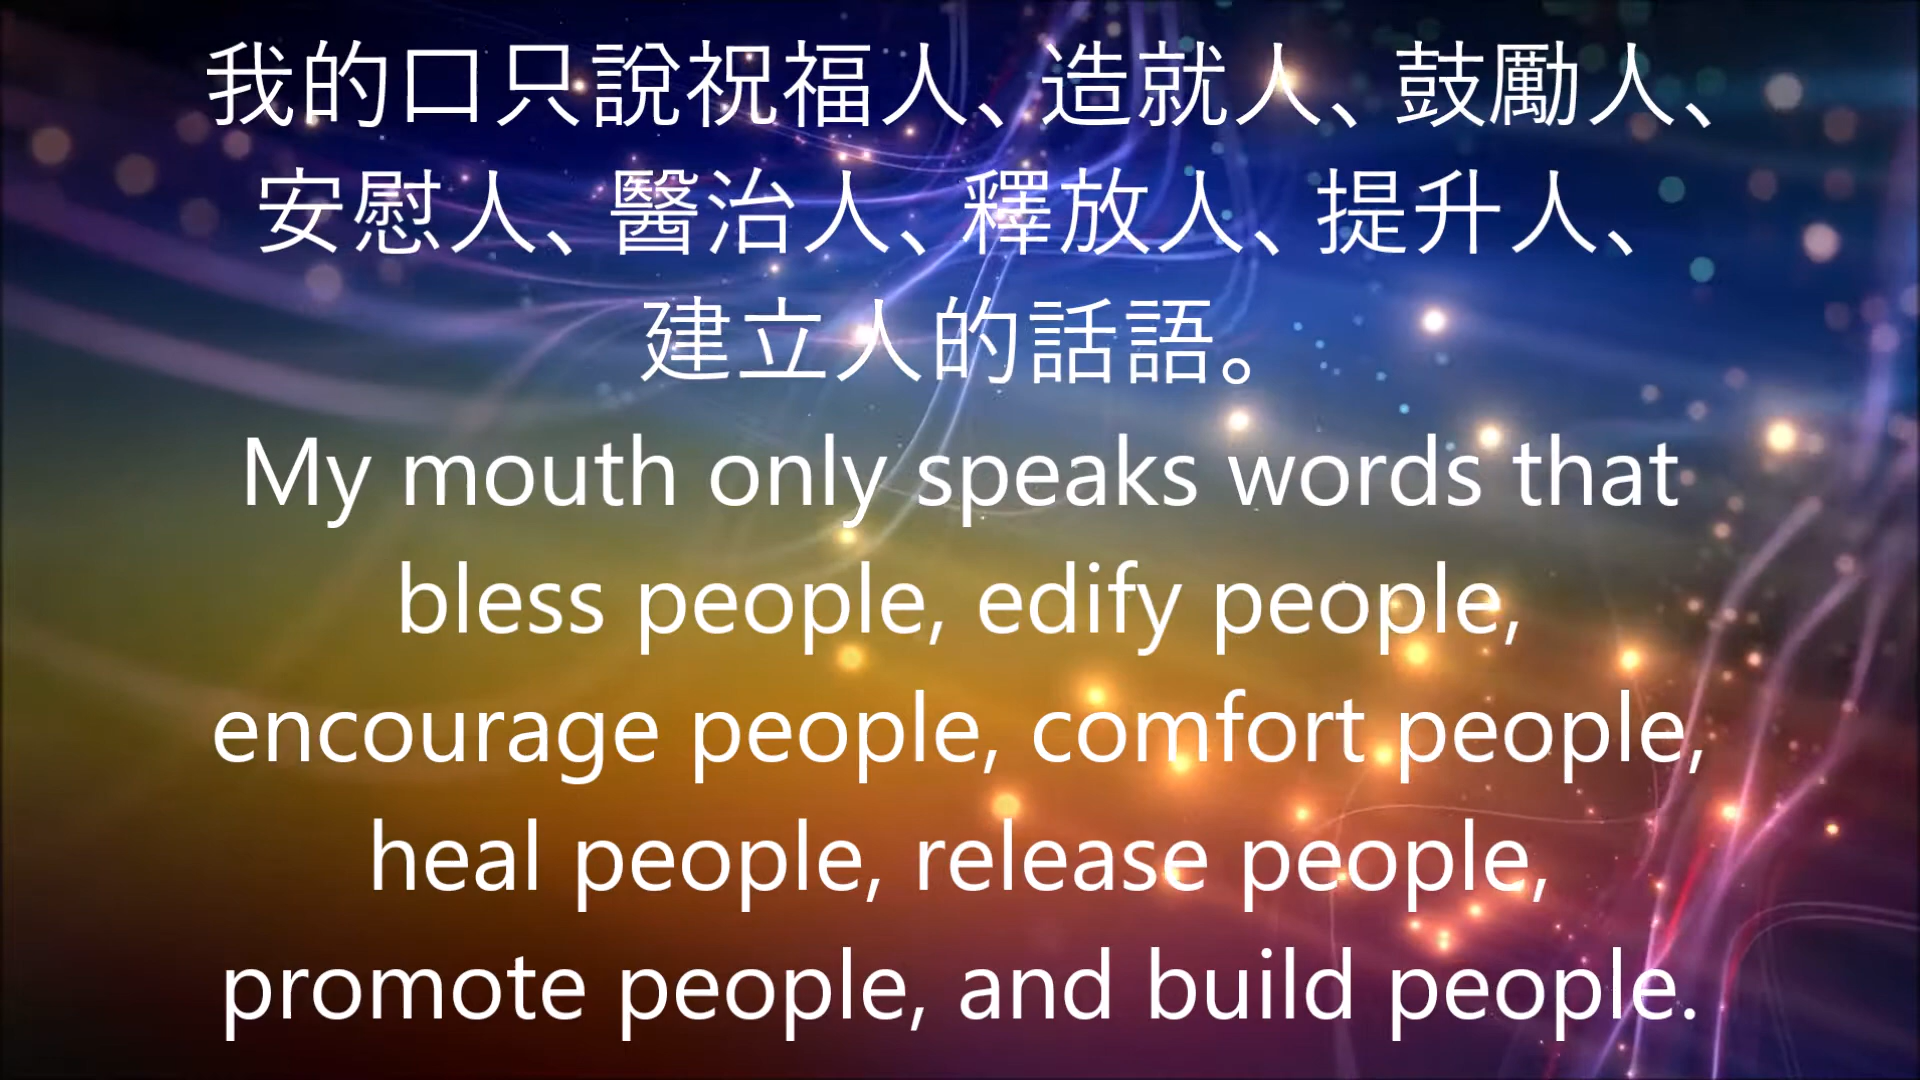 我的口只說祝福人、造就人、鼓勵人、
安慰人、醫治人、釋放人、提升人、
建立人的話語。
My mouth only speaks words that
bless people, edify people,
encourage people, comfort people,
heal people, release people,
promote people, and build people.